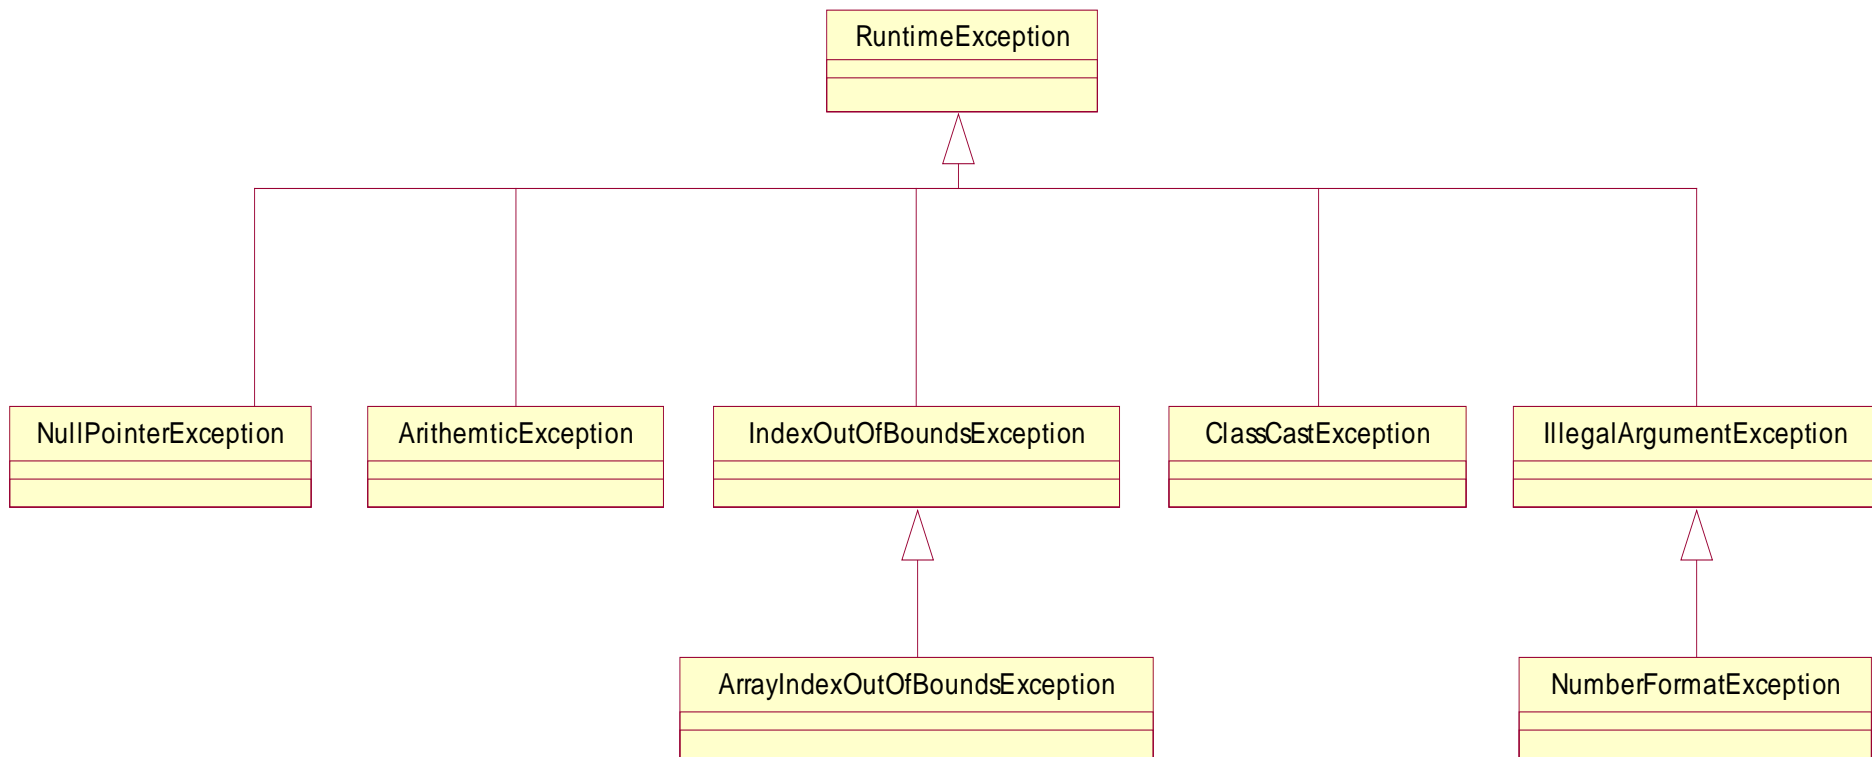 RuntimeException
NullPointerException
ArithemticException
IndexOutOfBoundsException
ClassCastException
IllegalArgumentException
ArrayIndexOutOfBoundsException
NumberFormatException